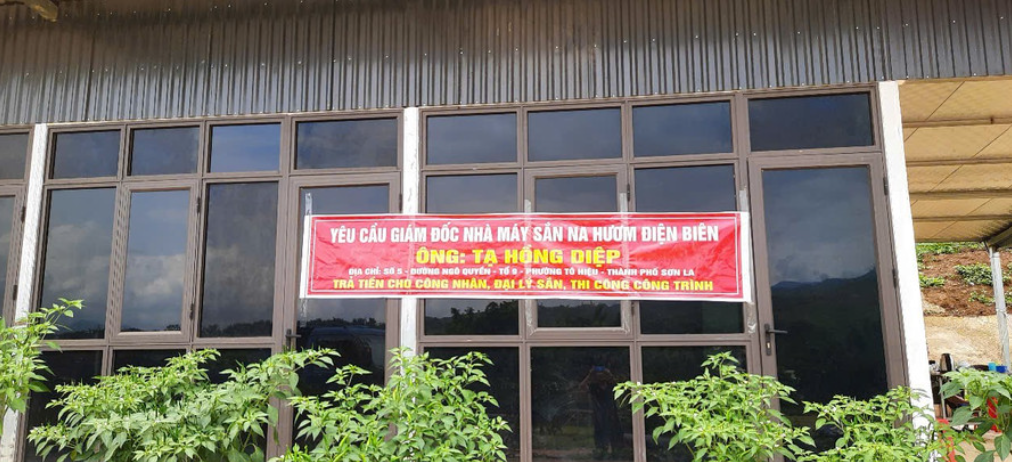 YÊU CẦU GIÁM ĐỐC NHÀ MÁY SẮN NA HƯƠM ĐIỆN BIÊN
ÔNG: TẠ HỒNG DIỆP
ĐỊA CHỈ: SỐ 5 - ĐƯỜNG NGÔ QUYỀN - TỔ 8 - PHƯỜNG TÔ HIỆU - THÀNH PHỐ SƠN LA
TRẢ TIỀN CHO CÔNG NHÂN, ĐẠI LÝ SẮN, THI CÔNG CÔNG TRÌNH